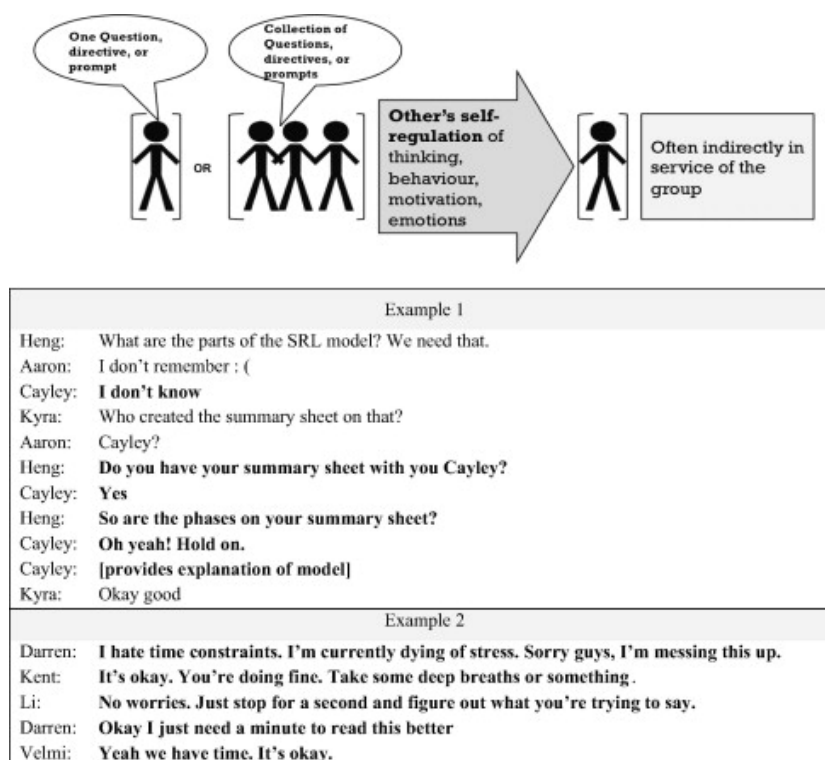 One Question,
directive, or
prompt
Collection of
Questions,
directives, or
prompts
OR
Other's self-
regulation of
thinking,
behaviour,
motivation,
emotions
Often indirectly in
service of the
group
Example 1
Heng: What are the parts of the SRL model? We need that.
Aaron: I don't remember : (
Cayley: I don't know
Kyra: Who created the summary sheet on that?
Aaron: Cayley?
Heng: Do you have your summary sheet with you Cayley?
Cayley: Yes
Heng: So are the phases on your summary sheet?
Cayley: Oh yeah! Hold on.
Cayley: [provides explanation of model]
Kyra: Okay good
Example 2
Darren: I hate time constraints. I'm currently dying of stress. Sorry guys, I'm messing this up.
Kent: It's okay. You're doing fine. Take some deep breaths or something.
Li: No worries. Just stop for a second and figure out what you're trying to say.
Darren: Okay I just need a minute to read this better
Velmi: Yeah we have time. It's okay.